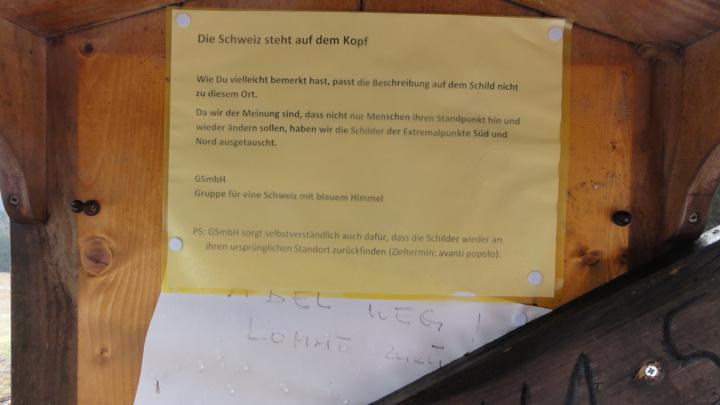 Die Schweiz steht auf dem Kopf
Wie Du vielleicht bemerkt hast, passt die Beschreibung auf dem Schild nicht
zu diesem Ort.
Da wir der Meinung sind, dass nicht nur Menschen ihren Standpunkt hin und
wieder ändern sollen, haben wir die Schilder der Extremalpunkte Süd und
Nord ausgetauscht.
GSmbH
Gruppe für eine Schweiz mit blauem Himmel
PS: GSmbH sorgt selbstverständlich auch dafür, dass die Schilder wieder an
ihren ursprünglichen Standort zurückfinden (Zieltermin: avanti popolo).
WEG !